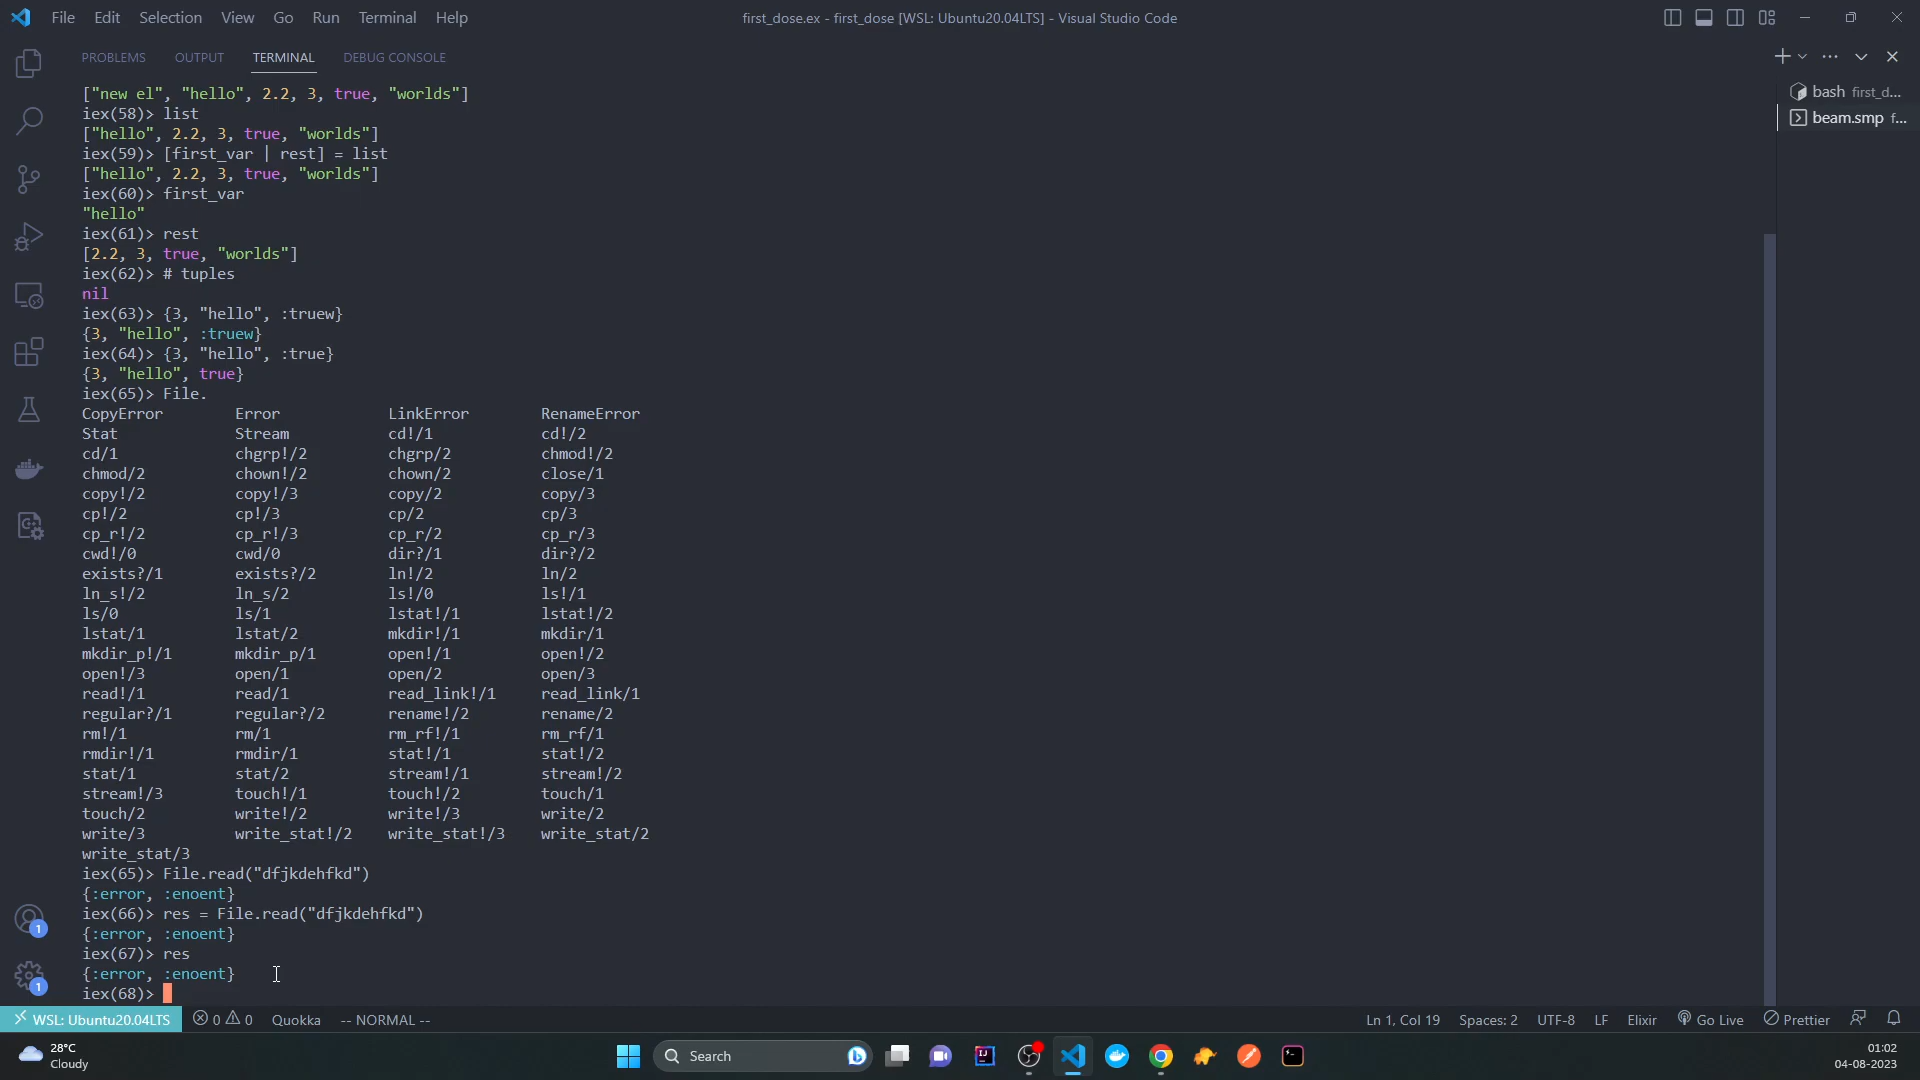 File Edit Selection View Go Run Terminal Help
first_dose.ex - first_dose [WSL: Ubuntu20.04LTS] - Visual Studio Code
PROBLEMS OUTPUT TERMINAL DEBUG CONSOLE
bash first_d...
beam.smp f...
["new el", "hello", 2.2, 3, true, "worlds"]
iex(58)> list
["hello", 2.2, 3, true, "worlds"]
iex(59)> [first_var | rest] = list
["hello", 2.2, 3, true, "worlds"]
iex(60)> first_var
"hello"
iex(61)> rest
[2.2, 3, true, "worlds"]
iex(62)> # tuples
nil
iex(63)> {3, "hello", :truew}
{3, "hello", :truew}
iex(64)> {3, "hello", :true}
{3, "hello", true}
iex(65)> File.
CopyError Error LinkError RenameError
Stat Stream cd!/1 cd!/2
cd/1 chgrp!/2 chgrp/2 chmod!/2
chmod/2 chown!/2 chown/2 close/1
copy!/2 copy!/3 copy/2 copy/3
cp!/2 cp!/3 cp/2 cp/3
cp_r!/2 cp_r!/3 cp_r/2 cp_r/3
cwd!/0 cwd/0 dir?/1 dir?/2
exists?/1 exists?/2 ln!/2 ln/2
ln_s!/2 ln_s/2 ls!/0 ls!/1
ls/0 ls/1 lstat!/1 lstat!/2
lstat/1 lstat/2 mkdir!/1 mkdir/1
mkdir_p!/1 mkdir_p/1 open!/1 open!/2
open!/3 open/1 open/2 open/3
read!/1 read/1 read_link!/1 read_link/1
regular?/1 regular?/2 rename!/2 rename/2
rm!/1 rm/1 rm_rf!/1 rm_rf/1
rmdir!/1 rmdir/1 stat!/1 stat!/2
stat/1 stat/2 stream!/1 stream!/2
stream!/3 touch!/1 touch!/2 touch/1
touch/2 write!/2 write!/3 write/2
write/3 write_stat!/2 write_stat!/3 write_stat/2
write_stat/3
iex(65)> File.read("dfjkdehfkd")
{:error, :enoent}
iex(66)> res = File.read("dfjkdehfkd")
{:error, :enoent}
iex(67)> res
{:error, :enoent}
iex(68)>
1
1
WSL: Ubuntu20.04LTS 0 0 Quokka -- NORMAL -- Ln 1, Col 19 Spaces: 2 UTF-8 LF Elixir Go Live Prettier
28°C
Cloudy
Search
01:02
04-08-2023